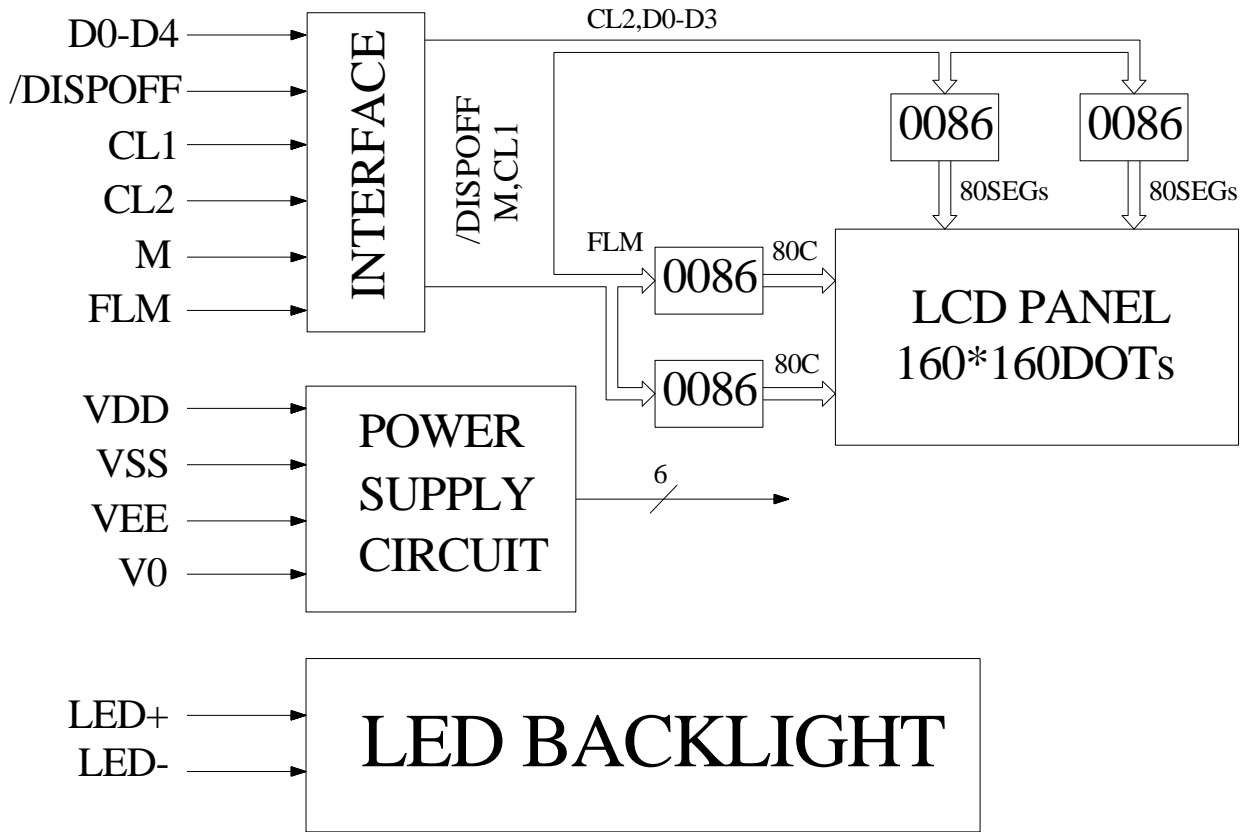 D0-D4
/DISPOFF
CL1
CL2
M
FLM
INTERFACE
CL2,D0-D3
/DISPOFF
M,CL1
0086
0086
80SEGs
80SEGs
FLM
0086
80C
0086
80C
LCD PANEL
160*160DOTs
VDD
VSS
VEE
V0
POWER
SUPPLY
CIRCUIT
6
LED+
LED-
LED BACKLIGHT